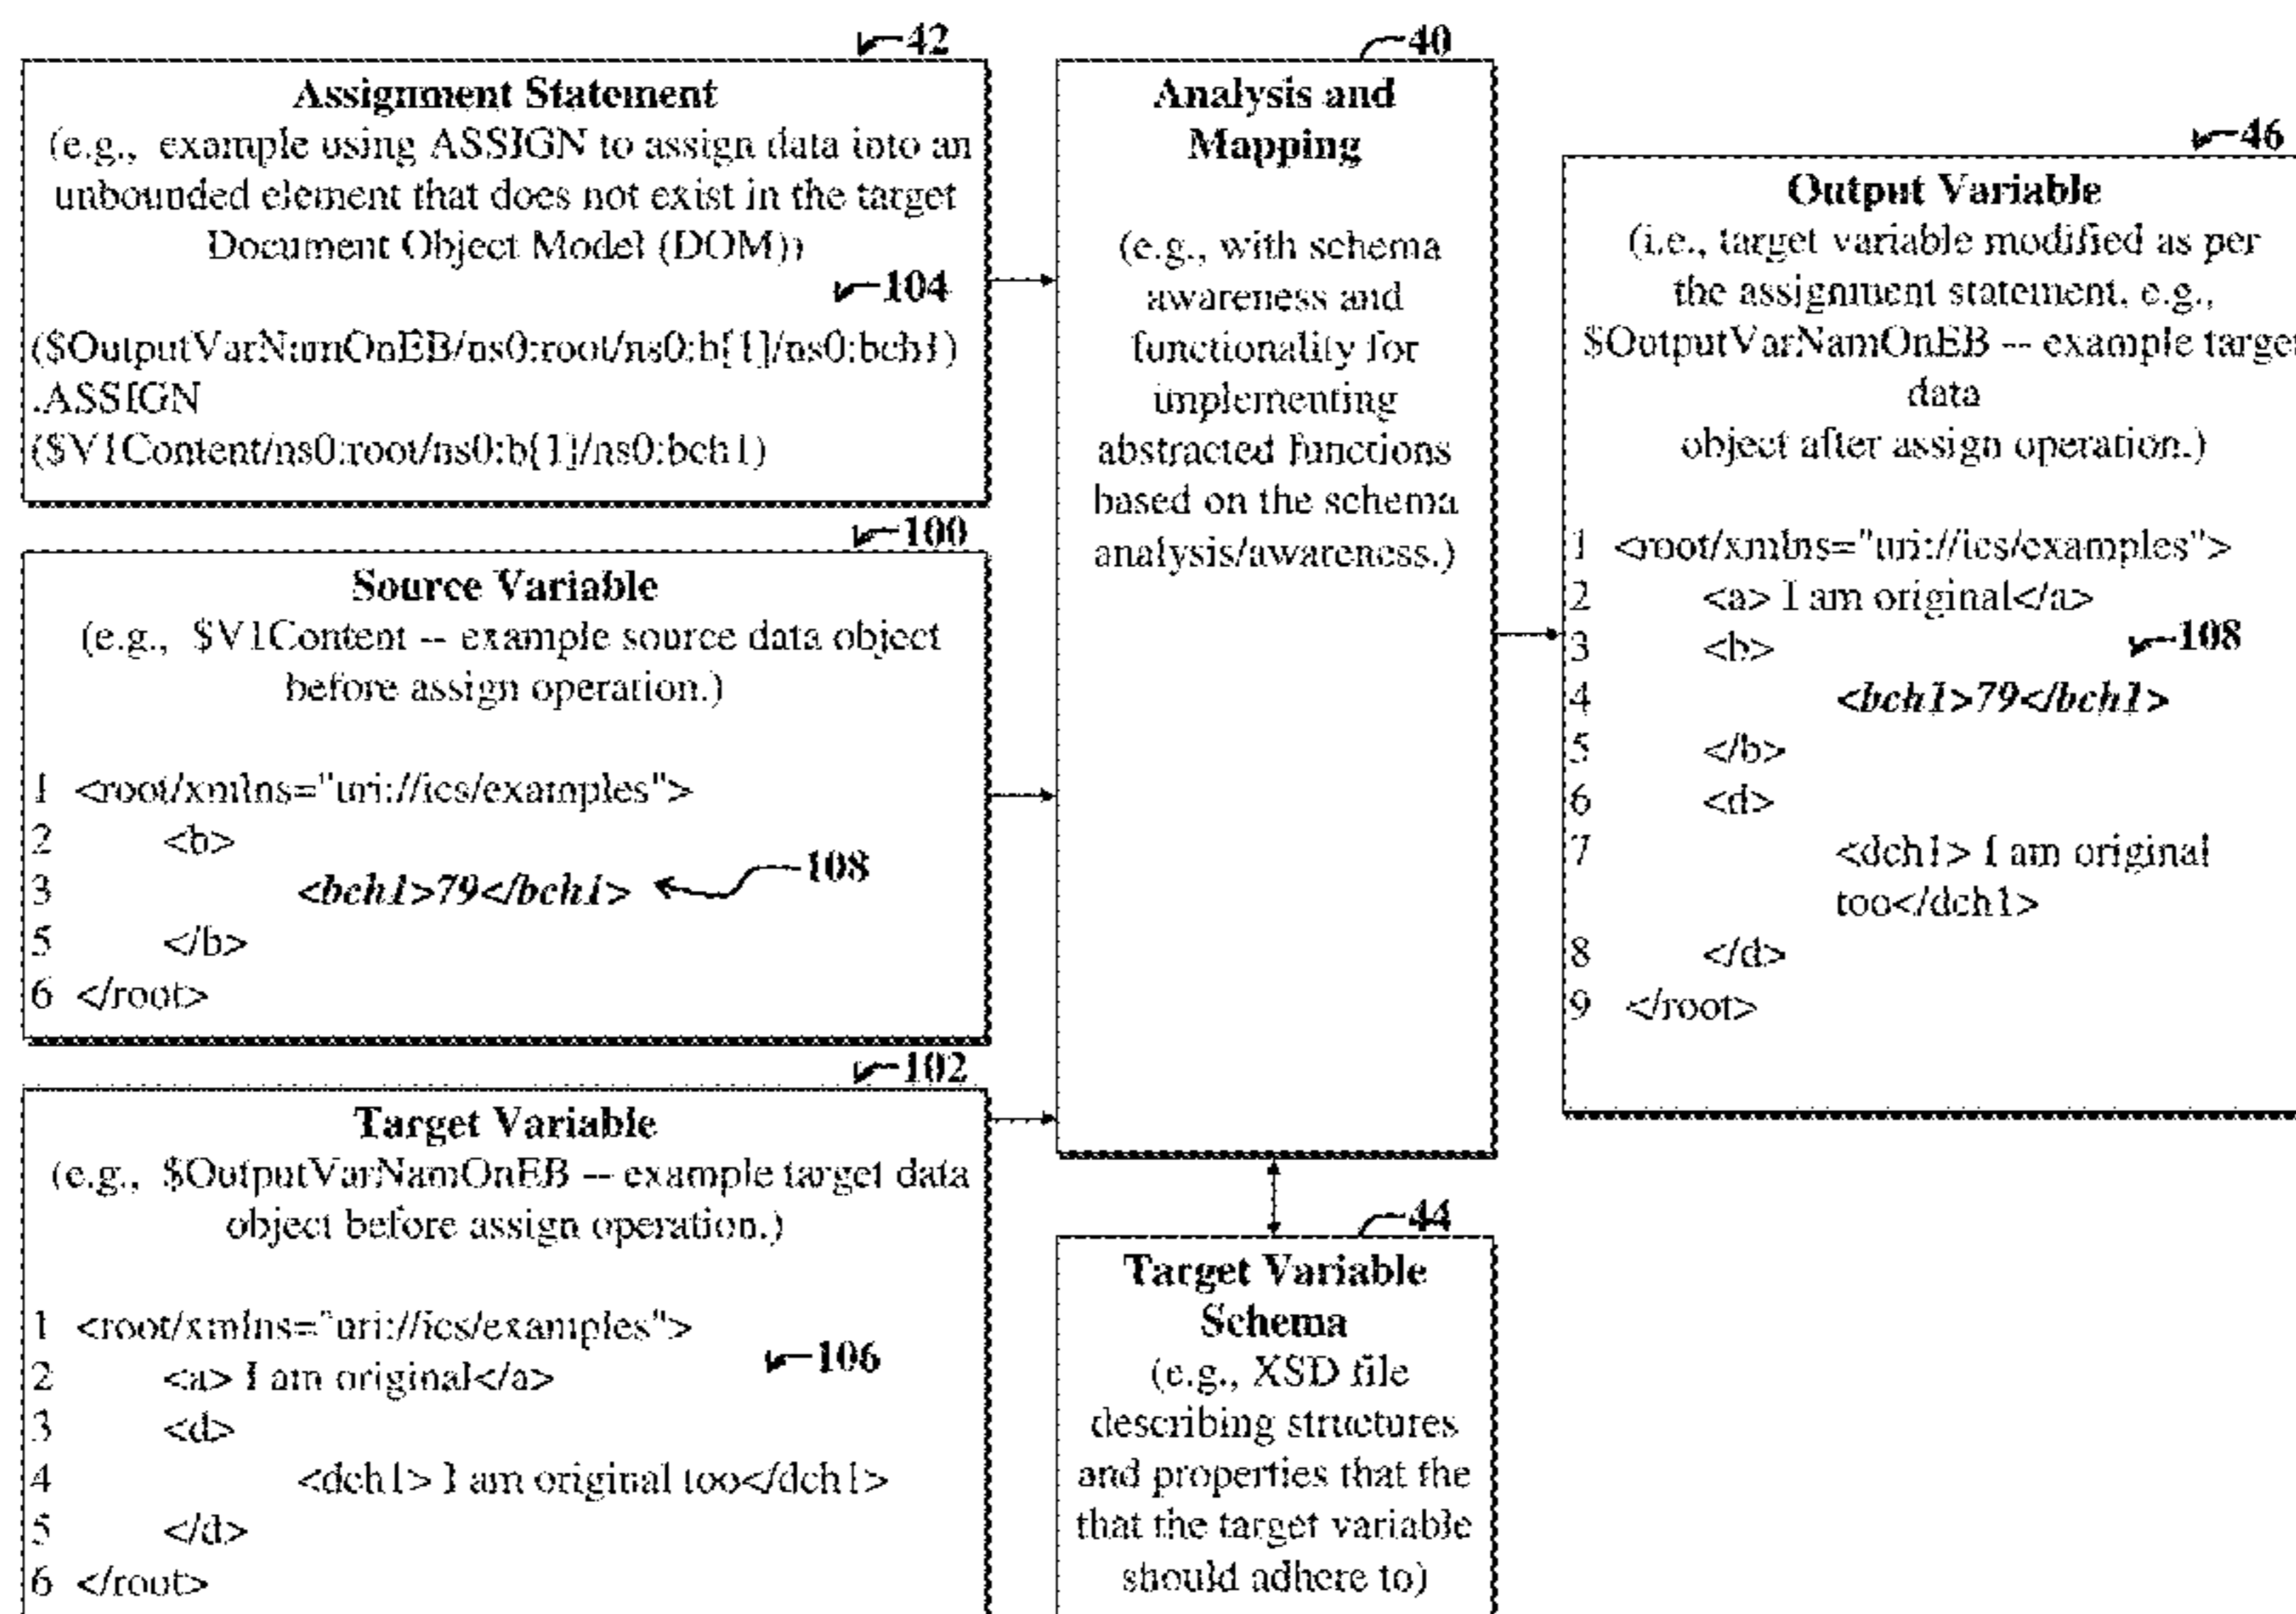 42
Assignment Statement
(e.g., example using ASSIGN to assign data into an
unbounded element that does not exist in the target
Document Object Model (DOM))
104
($OutputVarNamOnEB/ns0:root/ns0:b[1]/ns0:bch1)
.ASSIGN
($V1Content/ns0:root/ns0:b[1]/ns0:bch1)
100
Source Variable
(e.g., $V1Content -- example source data object
before assign operation.)
1 <root/xmlns="uri://ics/examples">
2 <b>
3 <bch1>79</bch1>
108
5 </b>
6 </root>
102
Target Variable
(e.g., $OutputVarNamOnEB -- example target data
object before assign operation.)
1 <root/xmlns="uri://ics/examples">
106
2 <a> I am original</a>
3 <d>
4 <dch1> I am original too</dch1>
5 </d>
6 </root>
40
Analysis and
Mapping
(e.g., with schema
awareness and
functionality for
implementing
abstracted functions
based on the schema
analysis/awareness.)
44
Target Variable
Schema
(e.g., XSD file
describing structures
and properties that the
that the target variable
should adhere to)
46
Output Variable
(i.e., target variable modified as per
the assignment statement, e.g.,
$OutputVarNamOnEB -- example target
data
object after assign operation.)
1 <root/xmlns="uri://ics/examples">
2 <a> I am original</a>
3 <b>
108
4 <bch1>79</bch1>
5 </b>
6 <d>
7 <dch1> I am original
too</dch1>
8 </d>
9 </root>